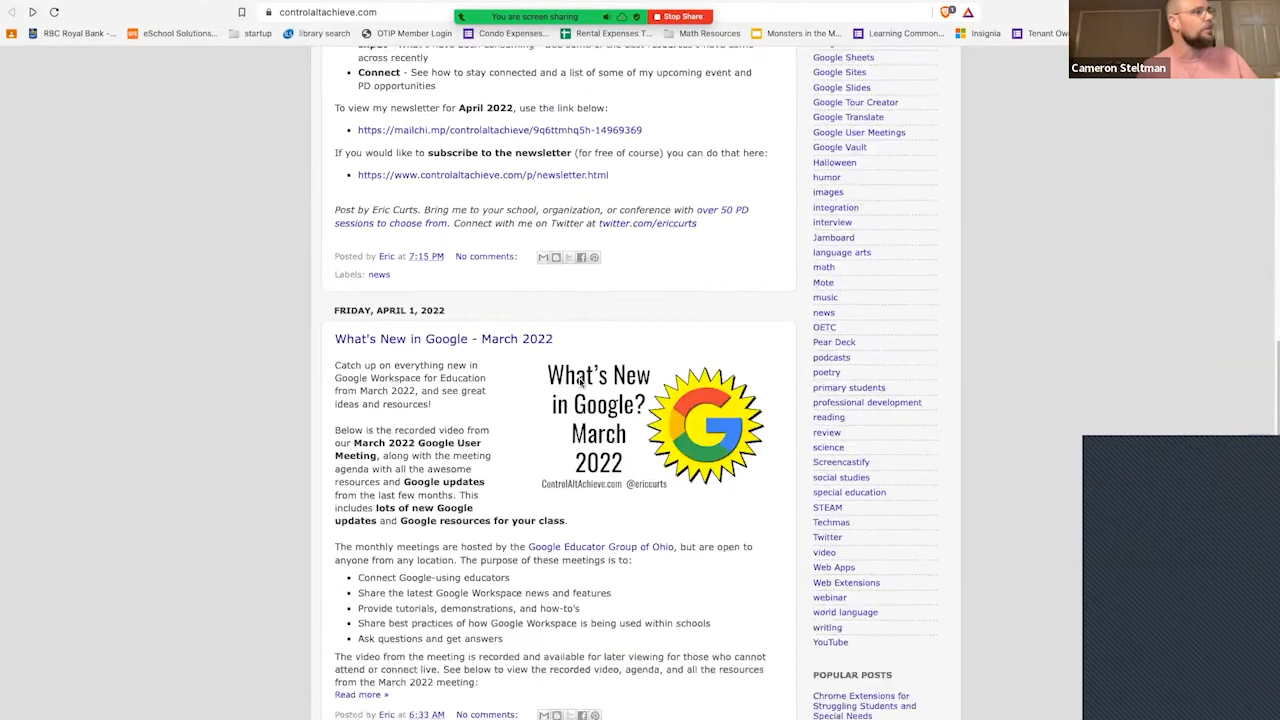 controlaltachieve.com
You are screen sharing
Stop Share
1
RBC Royal Bank -...
eSchool Solutions...
startup
library search
OTIP Member Login
Condo Expenses...
Rental Expenses T...
Math Resources
Monsters in the M...
Learning Common...
Insignia
Tenant Ow
Cameron Steltman
across recently
Connect - See how to stay connected and a list of some of my upcoming event and
PD opportunities
To view my newsletter for April 2022, use the link below:
https://mailchi.mp/controlaltachieve/9q6ttmhq5h-14969369
If you would like to subscribe to the newsletter (for free of course) you can do that here:
https://www.controlaltachieve.com/p/newsletter.html
Post by Eric Curts. Bring me to your school, organization, or conference with over 50 PD
sessions to choose from. Connect with me on Twitter at twitter.com/ericcurts
Posted by Eric at 7:15 PM No comments:
Labels: news
FRIDAY, APRIL 1, 2022
What's New in Google - March 2022
Catch up on everything new in
Google Workspace for Education
from March 2022, and see great
ideas and resources!
Below is the recorded video from
our March 2022 Google User
Meeting, along with the meeting
agenda with all the awesome
resources and Google updates
from the last few months. This
includes lots of new Google
updates and Google resources for your class.
What's New
in Google?
March
2022
ControlAltAchieve.com @ericcurts
The monthly meetings are hosted by the Google Educator Group of Ohio, but are open to
anyone from any location. The purpose of these meetings is to:
Connect Google-using educators
Share the latest Google Workspace news and features
Provide tutorials, demonstrations, and how-to's
Share best practices of how Google Workspace is being used within schools
Ask questions and get answers
The video from the meeting is recorded and available for later viewing for those who cannot
attend or connect live. See below to view the recorded video, agenda, and all the resources
from the March 2022 meeting:
Read more »
Posted by Eric at 6:33 AM No comments:
Google Sheets
Google Sites
Google Slides
Google Tour Creator
Google Translate
Google User Meetings
Google Vault
Halloween
humor
images
integration
interview
Jamboard
language arts
math
Mote
music
news
OETC
Pear Deck
podcasts
poetry
primary students
professional development
reading
review
science
Screencastify
social studies
special education
STEAM
Techmas
Twitter
video
Web Apps
Web Extensions
webinar
world language
writing
YouTube
POPULAR POSTS
Chrome Extensions for
Struggling Students and
Special Needs